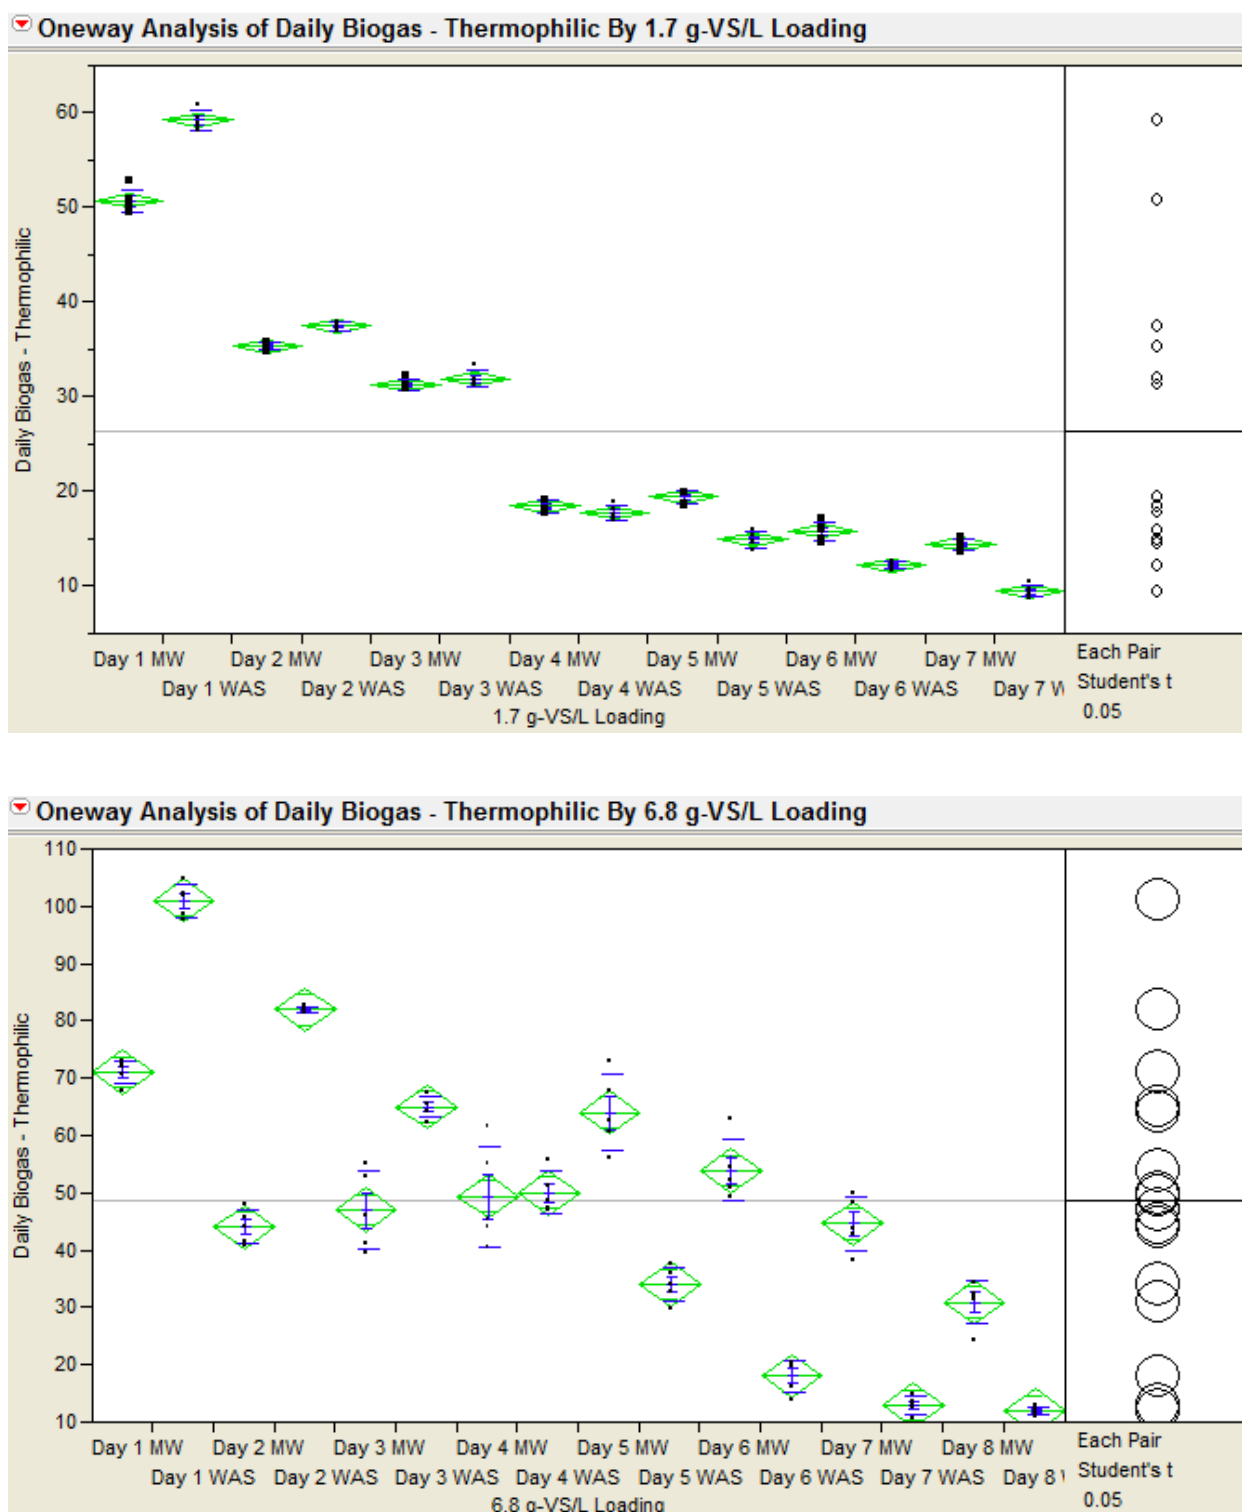 Oneway Analysis of Daily Biogas - Thermophilic By 1.7 g-VS/L Loading
60
50
40
30
20
10
Daily Biogas - Thermophilic
Day 1 MW Day 2 MW Day 3 MW Day 4 MW Day 5 MW Day 6 MW Day 7 MW
Day 1 WAS Day 2 WAS Day 3 WAS Day 4 WAS Day 5 WAS Day 6 WAS Day 7 W
1.7 g-VS/L Loading
Each Pair
Student's t
0.05
Oneway Analysis of Daily Biogas - Thermophilic By 6.8 g-VS/L Loading
110
100
90
80
70
60
50
40
30
20
10
Daily Biogas - Thermophilic
Day 1 MW Day 2 MW Day 3 MW Day 4 MW Day 5 MW Day 6 MW Day 7 MW Day 8 MW
Day 1 WAS Day 2 WAS Day 3 WAS Day 4 WAS Day 5 WAS Day 6 WAS Day 7 WAS Day 8
6.8 g-VS/L Loading
Each Pair
Student's t
0.05